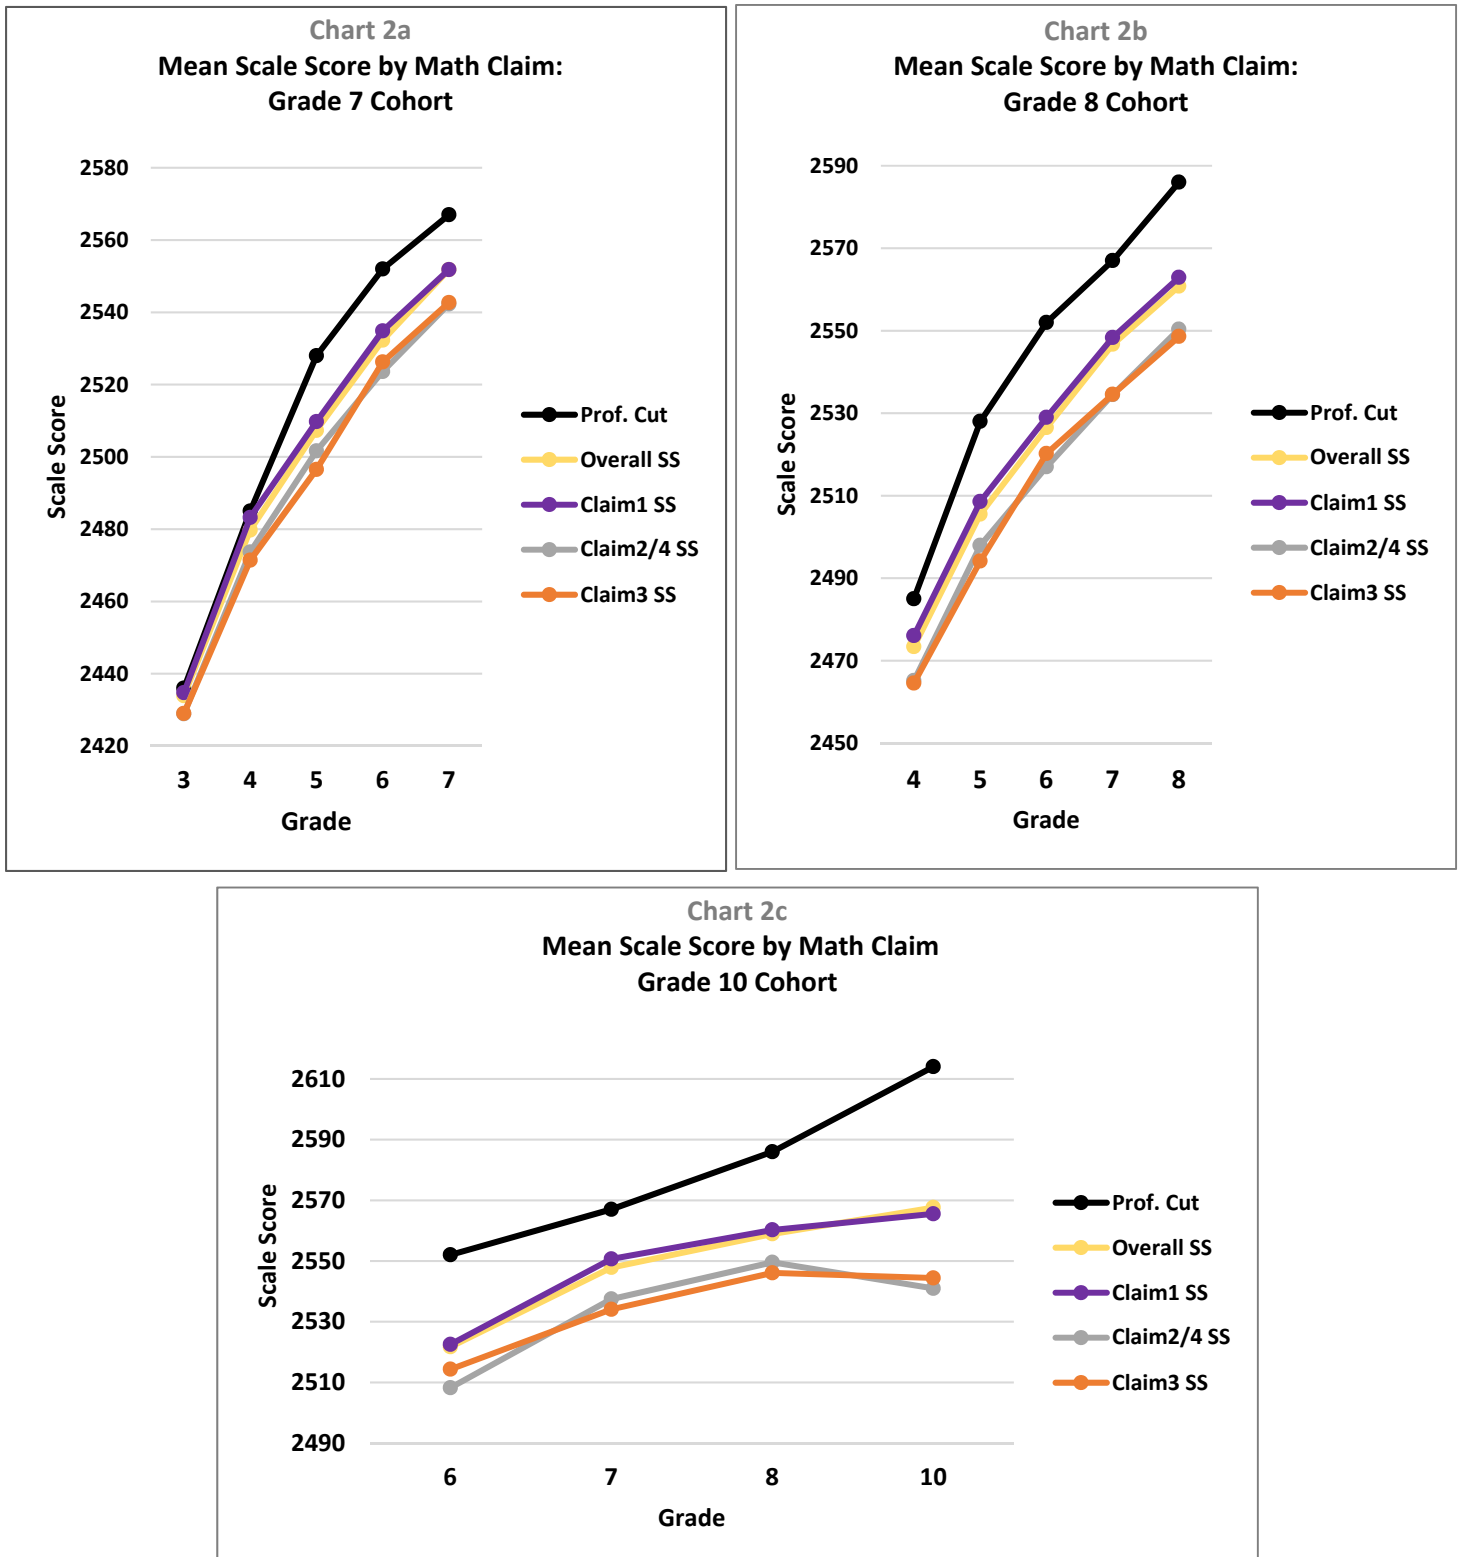 Chart 2a
Mean Scale Score by Math Claim:
Grade 7 Cohort
2580
2560
2540
2520
2500
2480
2460
2440
2420
Scale Score
3 4 5 6 7
Grade
Prof. Cut
Overall SS
Claim1 SS
Claim2/4 SS
Claim3 SS
Chart 2b
Mean Scale Score by Math Claim:
Grade 8 Cohort
2590
2570
2550
2530
2510
2490
2470
2450
Scale Score
4 5 6 7 8
Grade
Prof. Cut
Overall SS
Claim1 SS
Claim2/4 SS
Claim3 SS
Chart 2c
Mean Scale Score by Math Claim
Grade 10 Cohort
2610
2590
2570
2550
2530
2510
2490
Scale Score
6 7 8 10
Grade
Prof. Cut
Overall SS
Claim1 SS
Claim2/4 SS
Claim3 SS